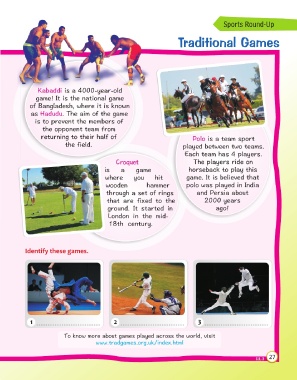 Sports Round-Up
Traditional Games
Kabaddi is a 4000-year-old
game! It is the national game
of Bangladesh, where it is known
as Hadudu. The aim of the game
is to prevent the members of
the opponent team from
returning to their half of
the field.
Polo is a team sport
played between two teams.
Each team has 4 players.
The players ride on
horseback to play this
game. It is believed that
polo was played in India
and Persia about
2000 years
ago!
Croquet
is a game
where you hit
wooden hammer
through a set of rings
that are fixed to the
ground. It started in
London in the mid-
18th century.
Identify these games.
1
2
3
To know more about games played across the world, visit
www.tradgames.org.uk/index.html
27